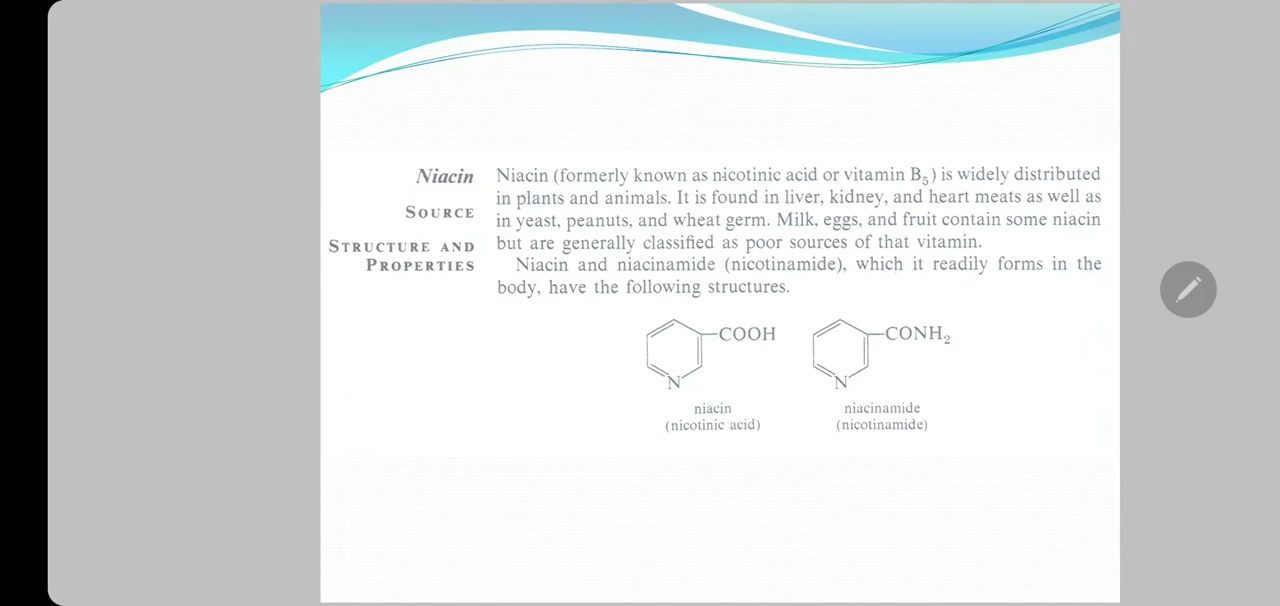 Niacin
SOURCE
STRUCTURE AND
PROPERTIES
Niacin (formerly known as nicotinic acid or vitamin B₅) is widely distributed
in plants and animals. It is found in liver, kidney, and heart meats as well as
in yeast, peanuts, and wheat germ. Milk, eggs, and fruit contain some niacin
but are generally classified as poor sources of that vitamin.
Niacin and niacinamide (nicotinamide), which it readily forms in the
body, have the following structures.
COOH
N
niacin
(nicotinic acid)
CONH₂
N
niacinamide
(nicotinamide)